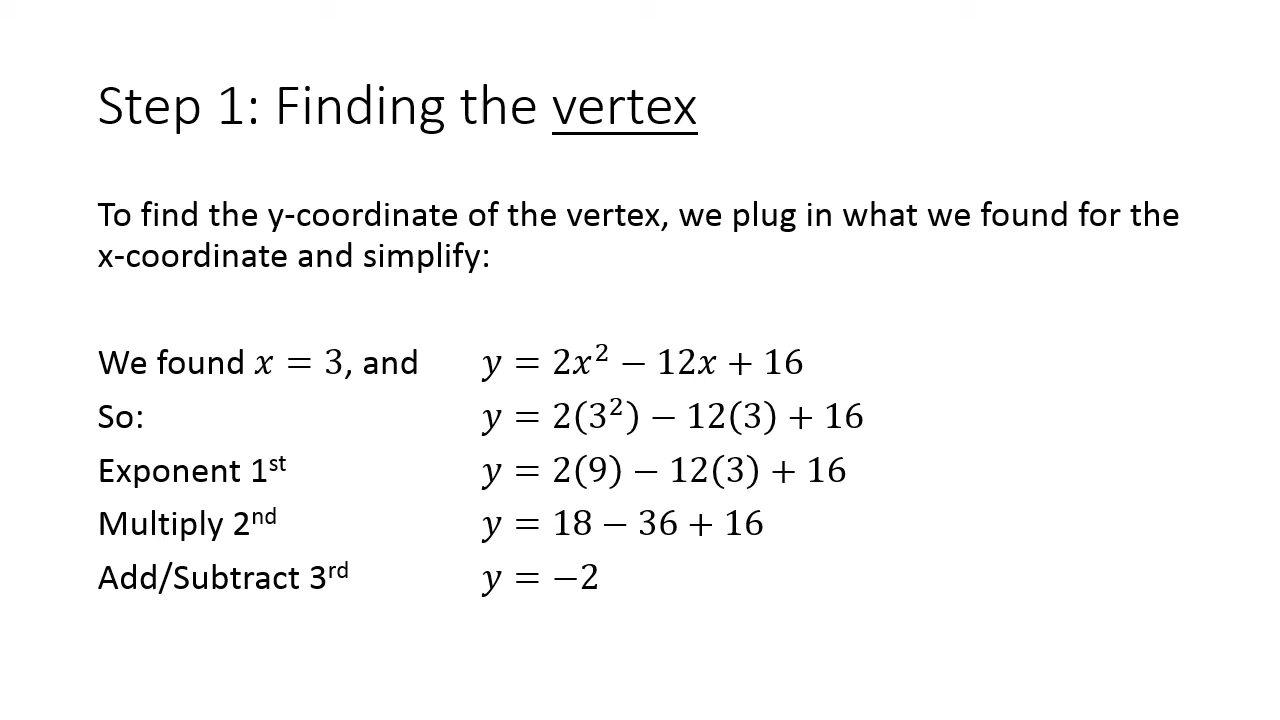 Step 1: Finding the vertex
To find the y-coordinate of the vertex, we plug in what we found for the
x-coordinate and simplify:
We found 𝑥 = 3, and 𝑦 = 2𝑥² − 12𝑥 + 16
So: 𝑦 = 2(3²) − 12(3) + 16
Exponent 1st 𝑦 = 2(9) − 12(3) + 16
Multiply 2nd 𝑦 = 18 − 36 + 16
Add/Subtract 3rd 𝑦 = −2